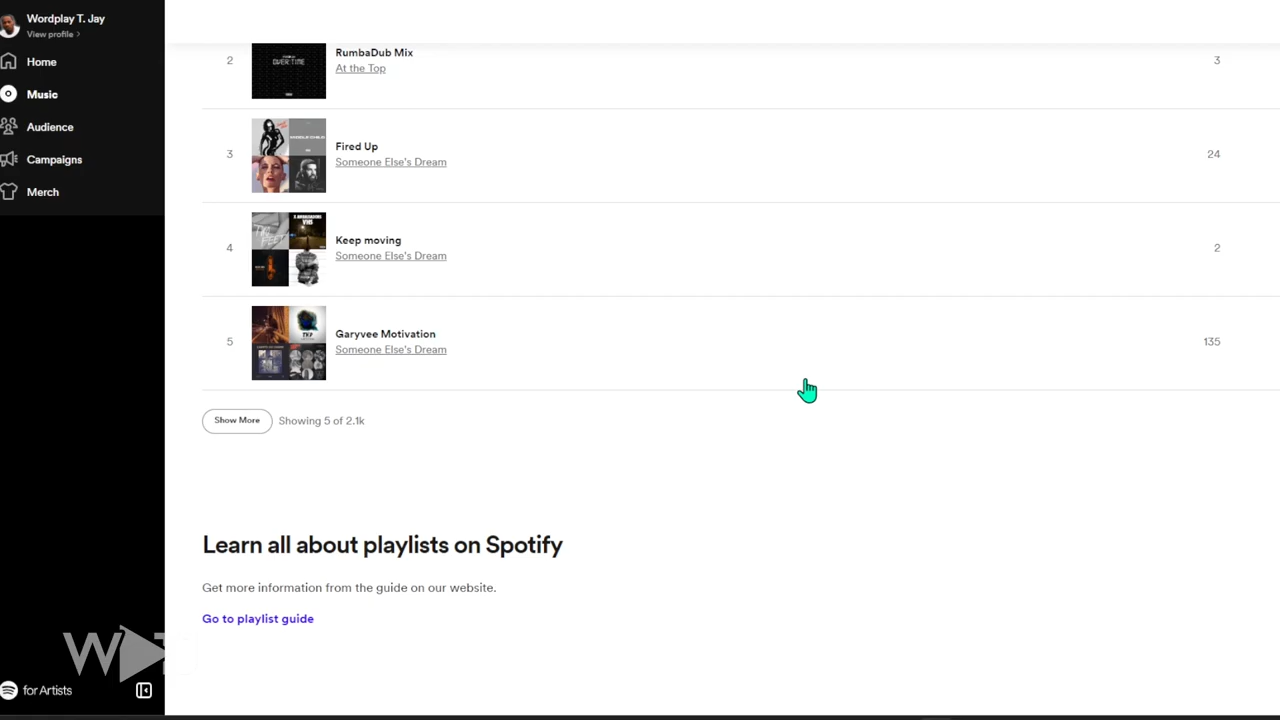 Wordplay T. Jay
View profile >
Home
Music
Audience
Campaigns
Merch
2
RumbaDub Mix
At the Top
3
3
Fired Up
Someone Else's Dream
24
4
Keep moving
Someone Else's Dream
2
5
Garyvee Motivation
Someone Else's Dream
135
OVER TIME
Show More
Showing 5 of 2.1k
Learn all about playlists on Spotify
Get more information from the guide on our website.
Go to playlist guide
for Artists